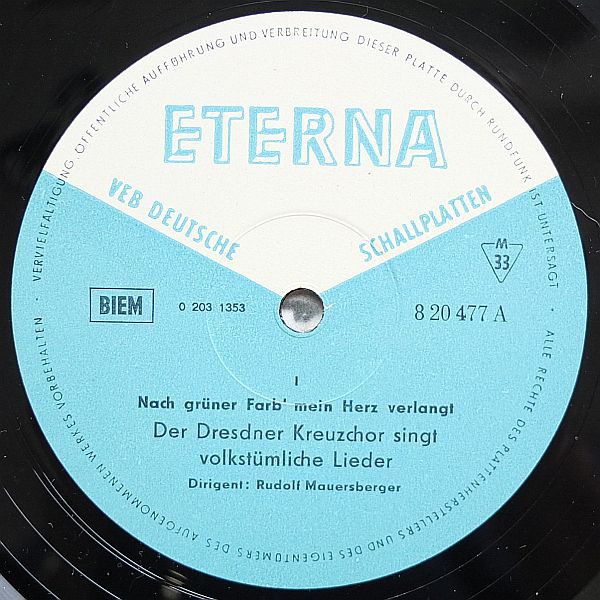 VERVIELFÄLTIGUNG, ÖFFENTLICHE AUFFÜHRUNG UND VERBREITUNG DIESER PLATTE DURCH RUNDFUNK IST UNTERSAGT
ETERNA
VEB DEUTSCHE SCHALLPLATTEN
M
33
BIEM
0 203 1353
8 20 477 A
I
Nach grüner Farb' mein Herz verlangt
Der Dresdner Kreuzchor singt
volkstümliche Lieder
Dirigent: Rudolf Mauersberger
· ALLE RECHTE DES PLATTENHERSTELLERS UND DES EIGENTÜMERS DES AUFGENOMMENEN WERKES VORBEHALTEN ·